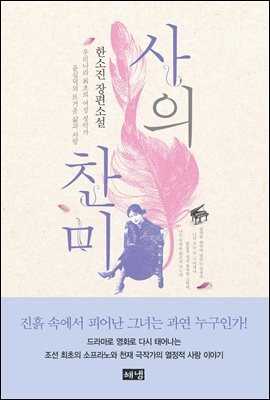 사의
찬미
한소진 장편소설
우리나라 최초의 여성 성악가
윤심덕의 뜨거운 삶과 사랑
진흙 속에서 피어난 그녀는 과연 누구인가!
드라마로 영화로 다시 태어나는
조선 최초의 소프라노와 천재 극작가의 열정적 사랑 이야기
해냄